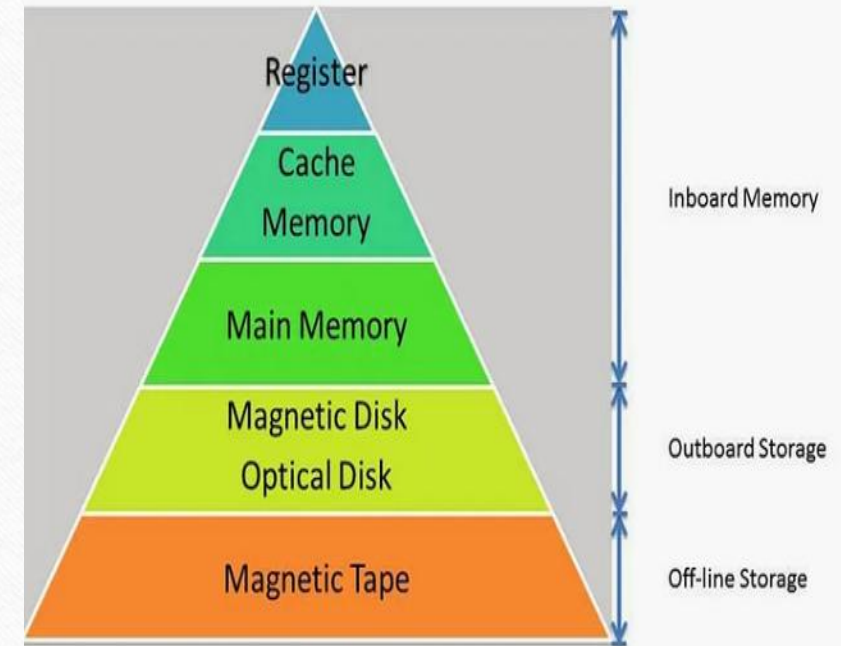 Register
Cache
Memory
Inboard Memory
Main Memory
Magnetic Disk
Optical Disk
Outboard Storage
Magnetic Tape
Off-line Storage